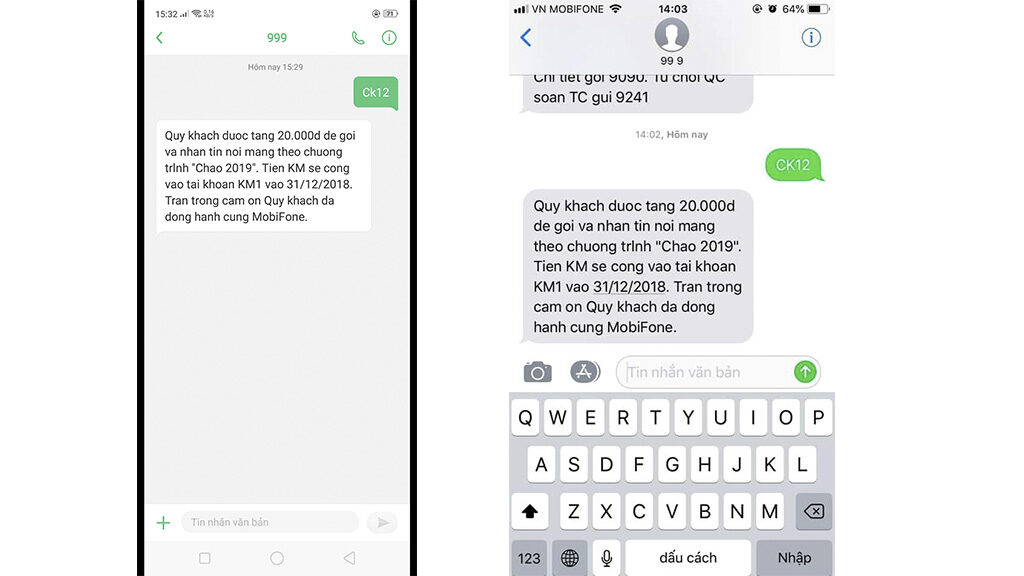 15:32
71
999
Hôm nay 15:29
Ck12
Quy khach duoc tang 20.000d de goi
va nhan tin noi mang theo chuong
trInh "Chao 2019". Tien KM se cong
vao tai khoan KM1 vao 31/12/2018.
Tran trong cam on Quy khach da
dong hanh cung MobiFone.
Tin nhắn văn bản
VN MOBIFONE
14:03
64%
99 9
Chi tiet goi 9090. Tu choi QC
soan TC gui 9241
14:02, Hôm nay
CK12
Quy khach duoc tang 20.000d
de goi va nhan tin noi mang
theo chuong trInh "Chao 2019".
Tien KM se cong vao tai khoan
KM1 vao 31/12/2018. Tran trong
cam on Quy khach da dong
hanh cung MobiFone.
Tin nhắn văn bản
Q W E R T Y U I O P
A S D F G H J K L
Z X C V B N M
123 dấu cách Nhập